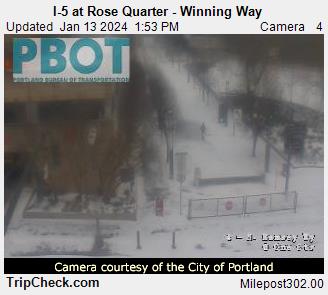 I-5 at Rose Quarter - Winning Way
Updated Jan 13 2024 1:53 PM Camera 4
PBOT
PORTLAND BUREAU OF TRANSPORTATION
Camera courtesy of the City of Portland
TripCheck.com Milepost302.00